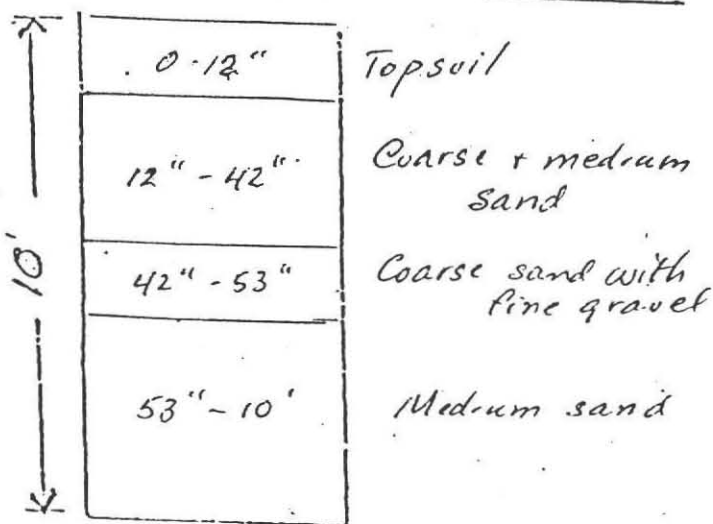 0-12" Topsoil
12" - 42" Coarse + medium
sand
10'
42" - 53" Coarse sand with
fine gravel
53" - 10' Medium sand